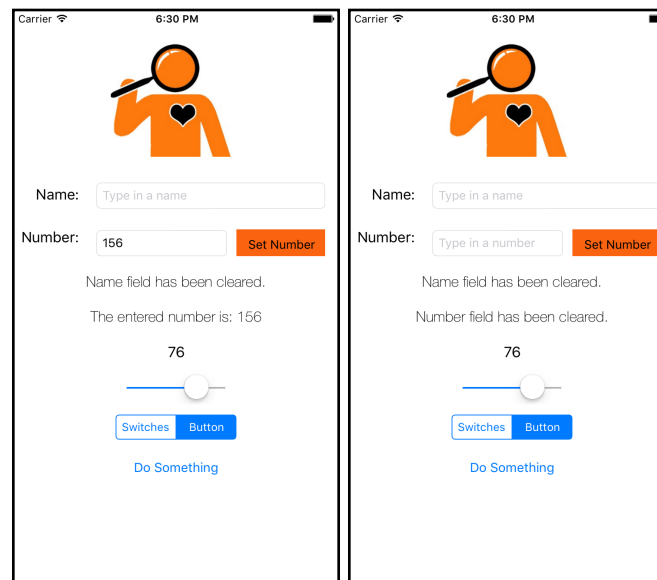 Carrier 6:30 PM
Name: Type in a name
Number: 156 Set Number
Name field has been cleared.
The entered number is: 156
76
Switches Button
Do Something
Carrier 6:30 PM
Name: Type in a name
Number: Type in a number Set Number
Name field has been cleared.
Number field has been cleared.
76
Switches Button
Do Something